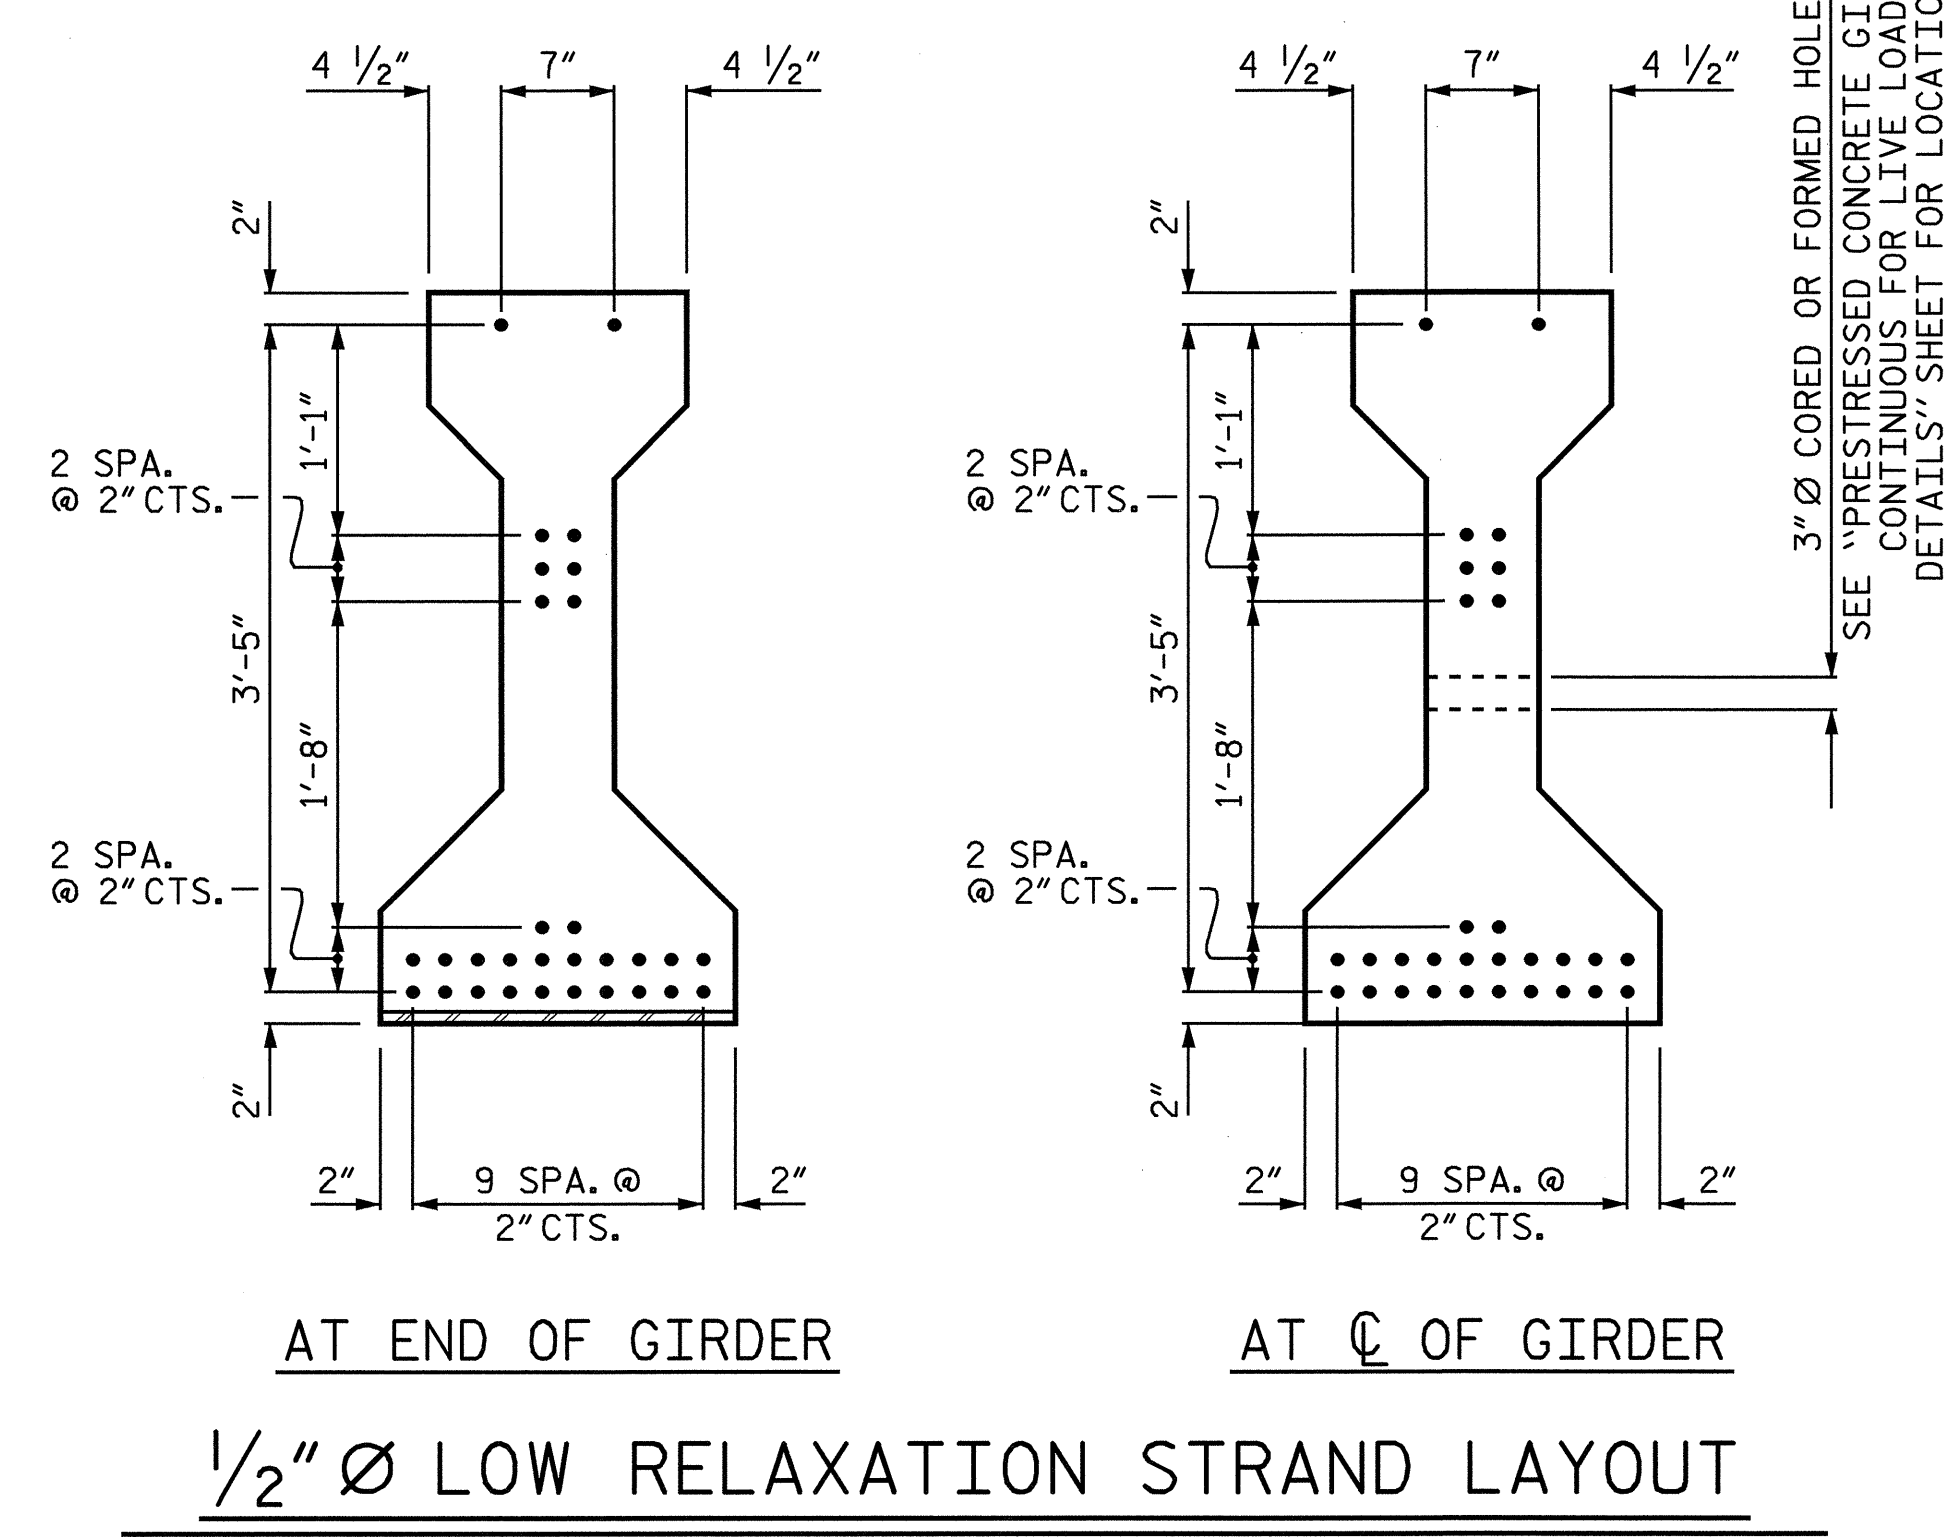 4 1/2" 7" 4 1/2"
2"
1'-1"
2 SPA.
@ 2" CTS.
3'-5"
1'-8"
2 SPA.
@ 2" CTS.
2"
2" 9 SPA. @ 2"
2" CTS.
AT END OF GIRDER
4 1/2" 7" 4 1/2"
2"
1'-1"
2 SPA.
@ 2" CTS.
3'-5"
1'-8"
2 SPA.
@ 2" CTS.
2"
2" 9 SPA. @ 2"
2" CTS.
AT ℄ OF GIRDER
3" Ø CORED OR FORMED HOLE
SEE "PRESTRESSED CONCRETE GI
CONTINUOUS FOR LIVE LOAD
DETAILS" SHEET FOR LOCATIO
1/2" Ø LOW RELAXATION STRAND LAYOUT